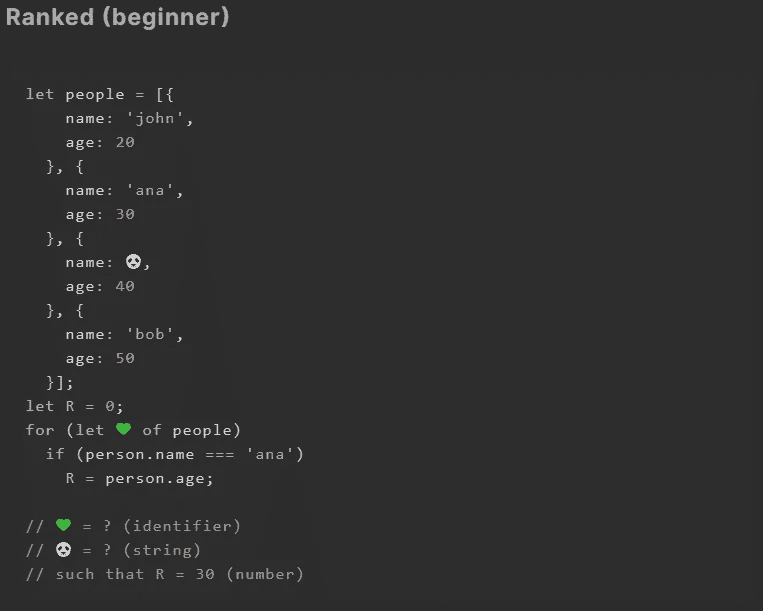 Ranked (beginner)
let people = [{
name: 'john',
age: 20
}, {
name: 'ana',
age: 30
}, {
name: 💀,
age: 40
}, {
name: 'bob',
age: 50
}];
let R = 0;
for (let 💚 of people)
if (person.name === 'ana')
R = person.age;
// 💚 = ? (identifier)
// 💀 = ? (string)
// such that R = 30 (number)